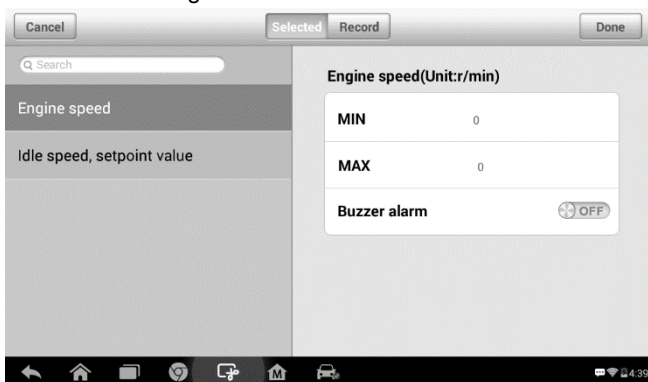 Cancel
Selected Record
Done
Search
Engine speed
Idle speed, setpoint value
Engine speed(Unit:r/min)
MIN 0
MAX 0
Buzzer alarm OFF
M
4:39